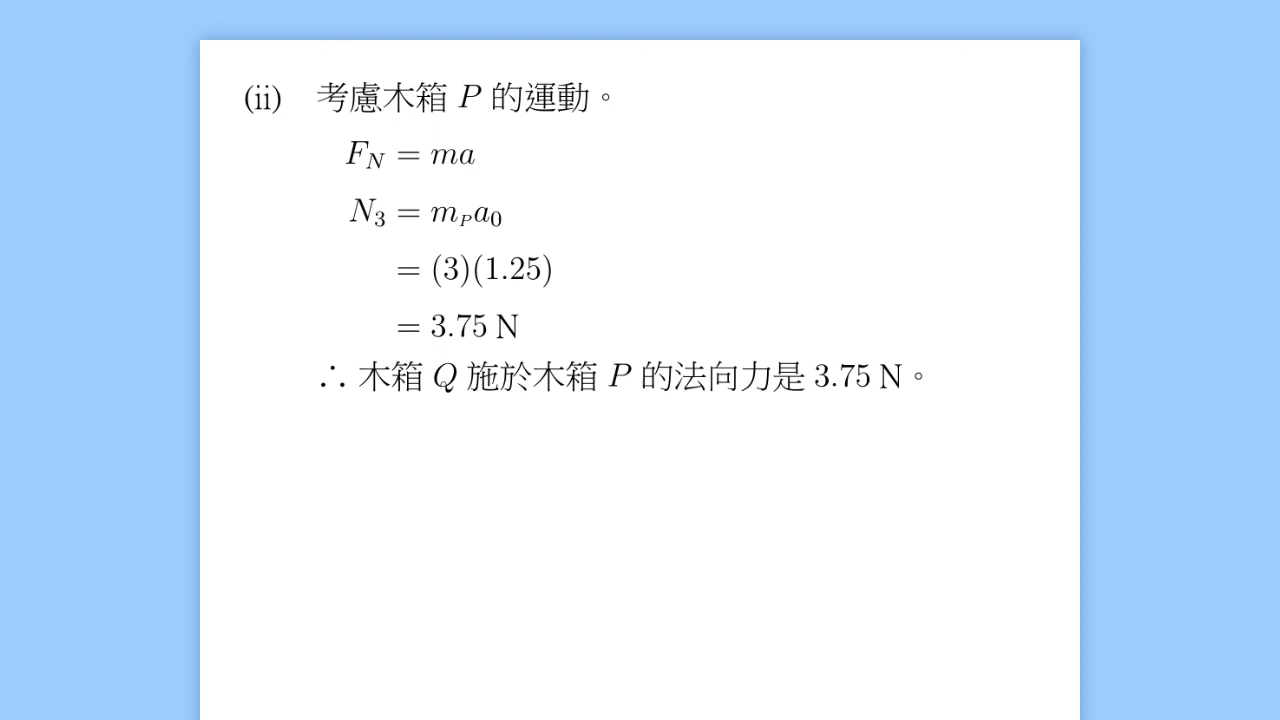 (ii) 考慮木箱 P 的運動。
F_N = ma
N_3 = m_P a_0
= (3)(1.25)
= 3.75 N
∴ 木箱 Q 施於木箱 P 的法向力是 3.75 N。